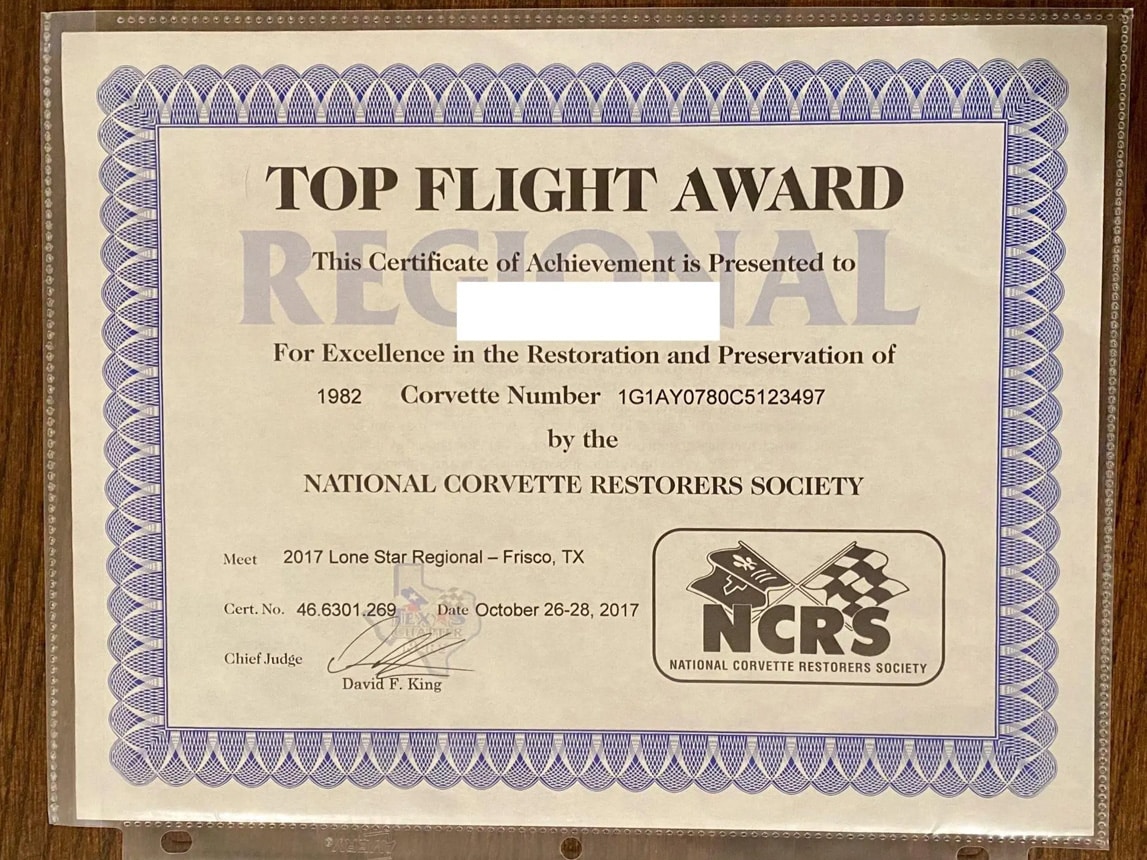 TOP FLIGHT AWARD
REGIONAL
This Certificate of Achievement is Presented to
For Excellence in the Restoration and Preservation of
1982 Corvette Number 1G1AY0780C5123497
by the
NATIONAL CORVETTE RESTORERS SOCIETY
Meet 2017 Lone Star Regional – Frisco, TX
Cert. No. 46.6301.269 Date October 26-28, 2017
TEXAS
CHAPTER
Chief Judge
David F. King
NCRS
NATIONAL CORVETTE RESTORERS SOCIETY